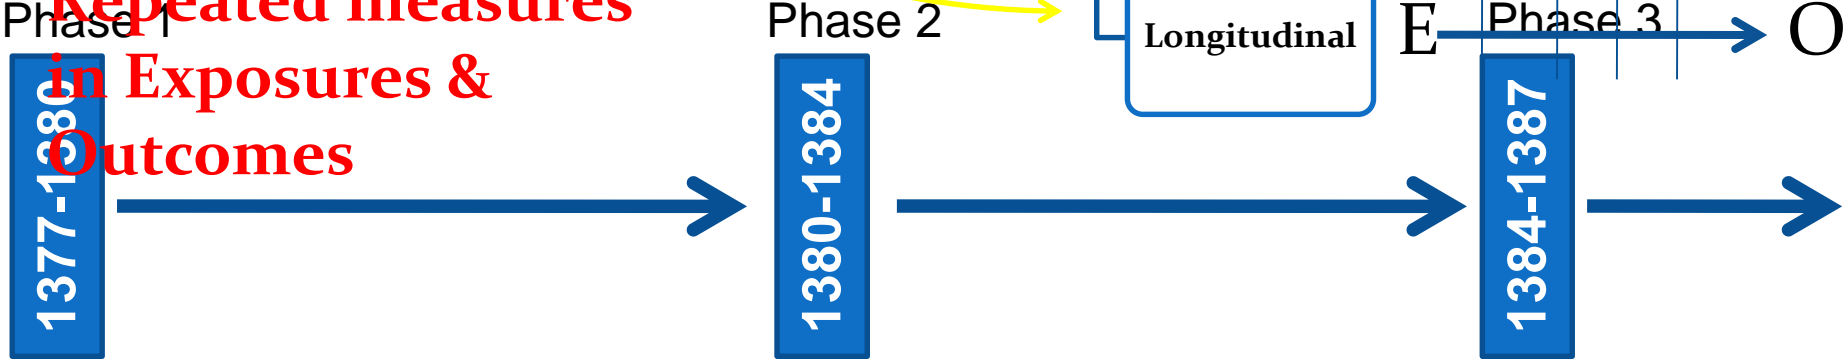 Repeated measures
in Exposures &
Outcomes
Phase 1
Phase 2
Longitudinal
E
O
Phase 3
1377-1380
1380-1384
1384-1387